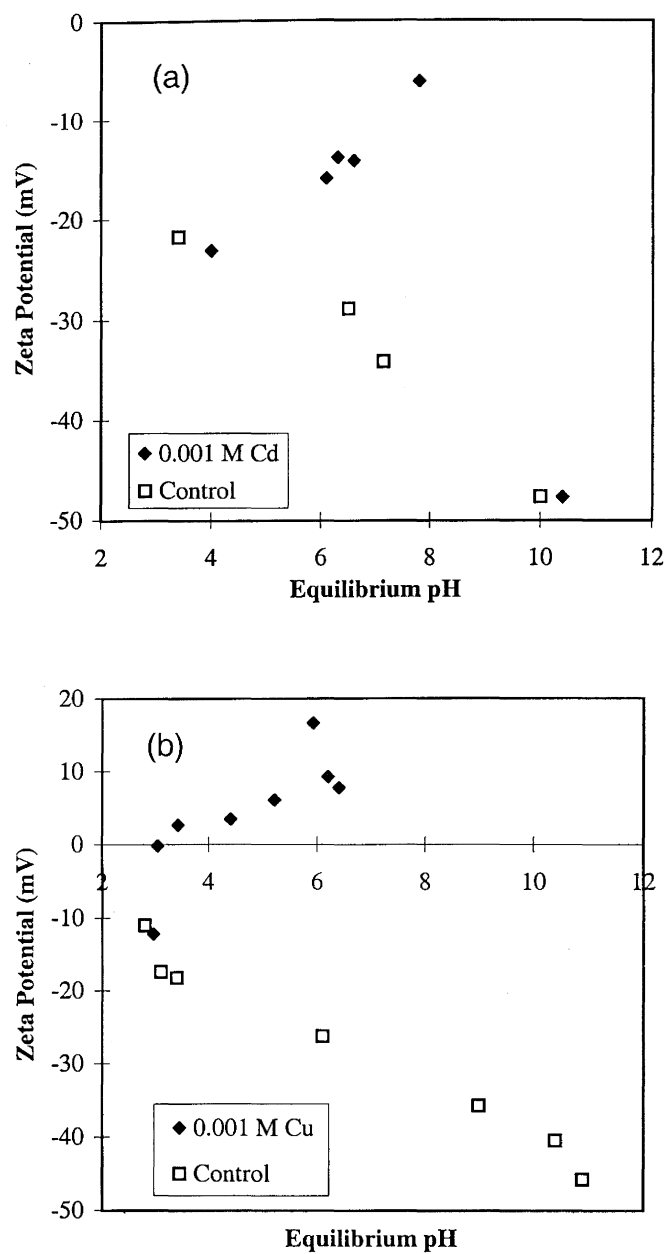 (a)
0
-10
-20
-30
-40
-50
Zeta Potential (mV)
◆ 0.001 M Cd
□ Control
2 4 6 8 10 12
Equilibrium pH
(b)
20
10
0
-10
-20
-30
-40
-50
Zeta Potential (mV)
2 4 6 8 10 12
◆ 0.001 M Cu
□ Control
Equilibrium pH